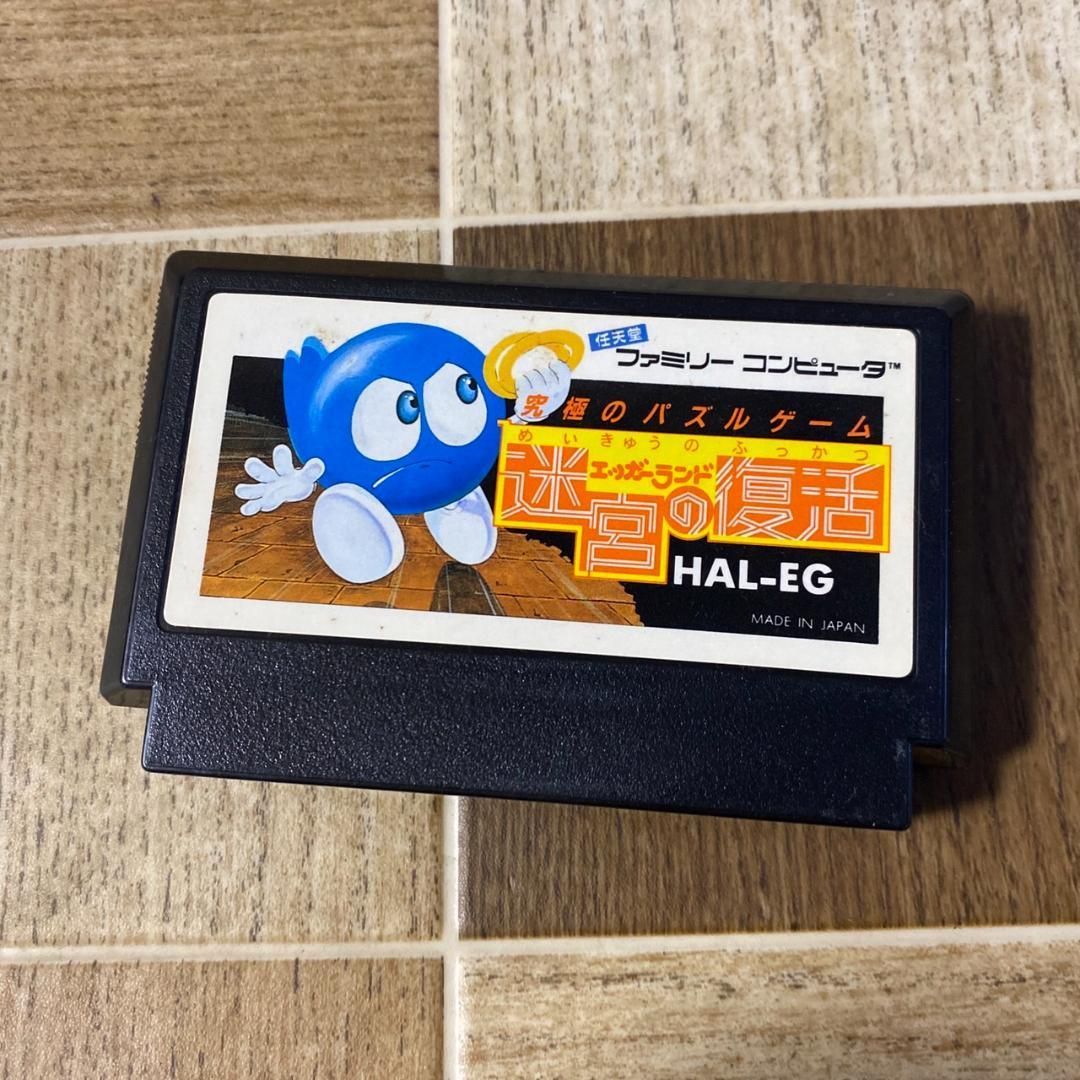 任天堂
ファミリー コンピュータ™
究極のパズルゲーム
めいきゅうの ふっかつ
エッガーランド
迷宮の復活
HAL-EG
MADE IN JAPAN